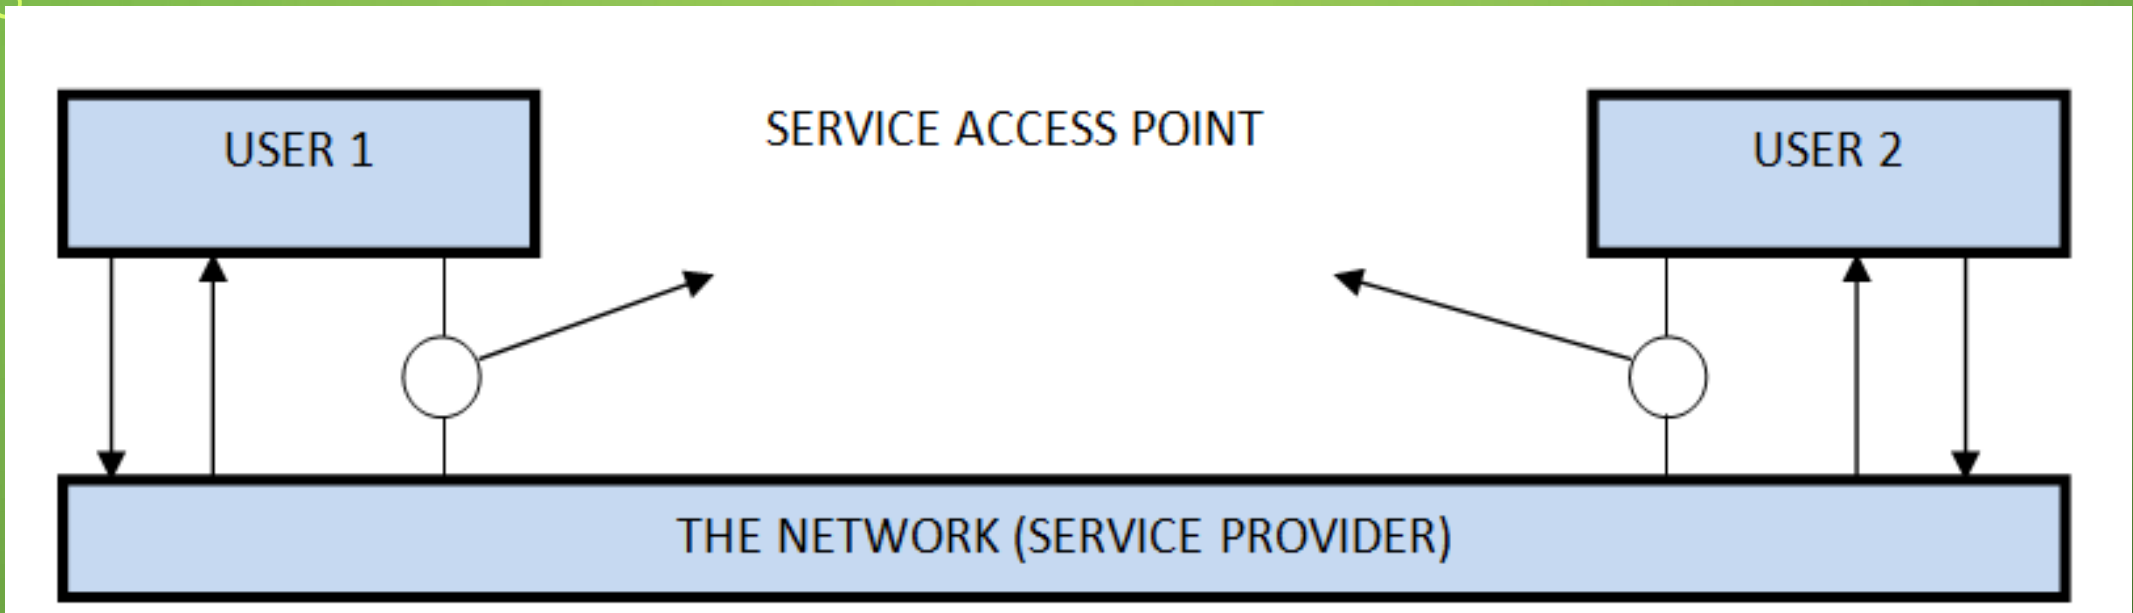 USER 1
SERVICE ACCESS POINT
USER 2
THE NETWORK (SERVICE PROVIDER)